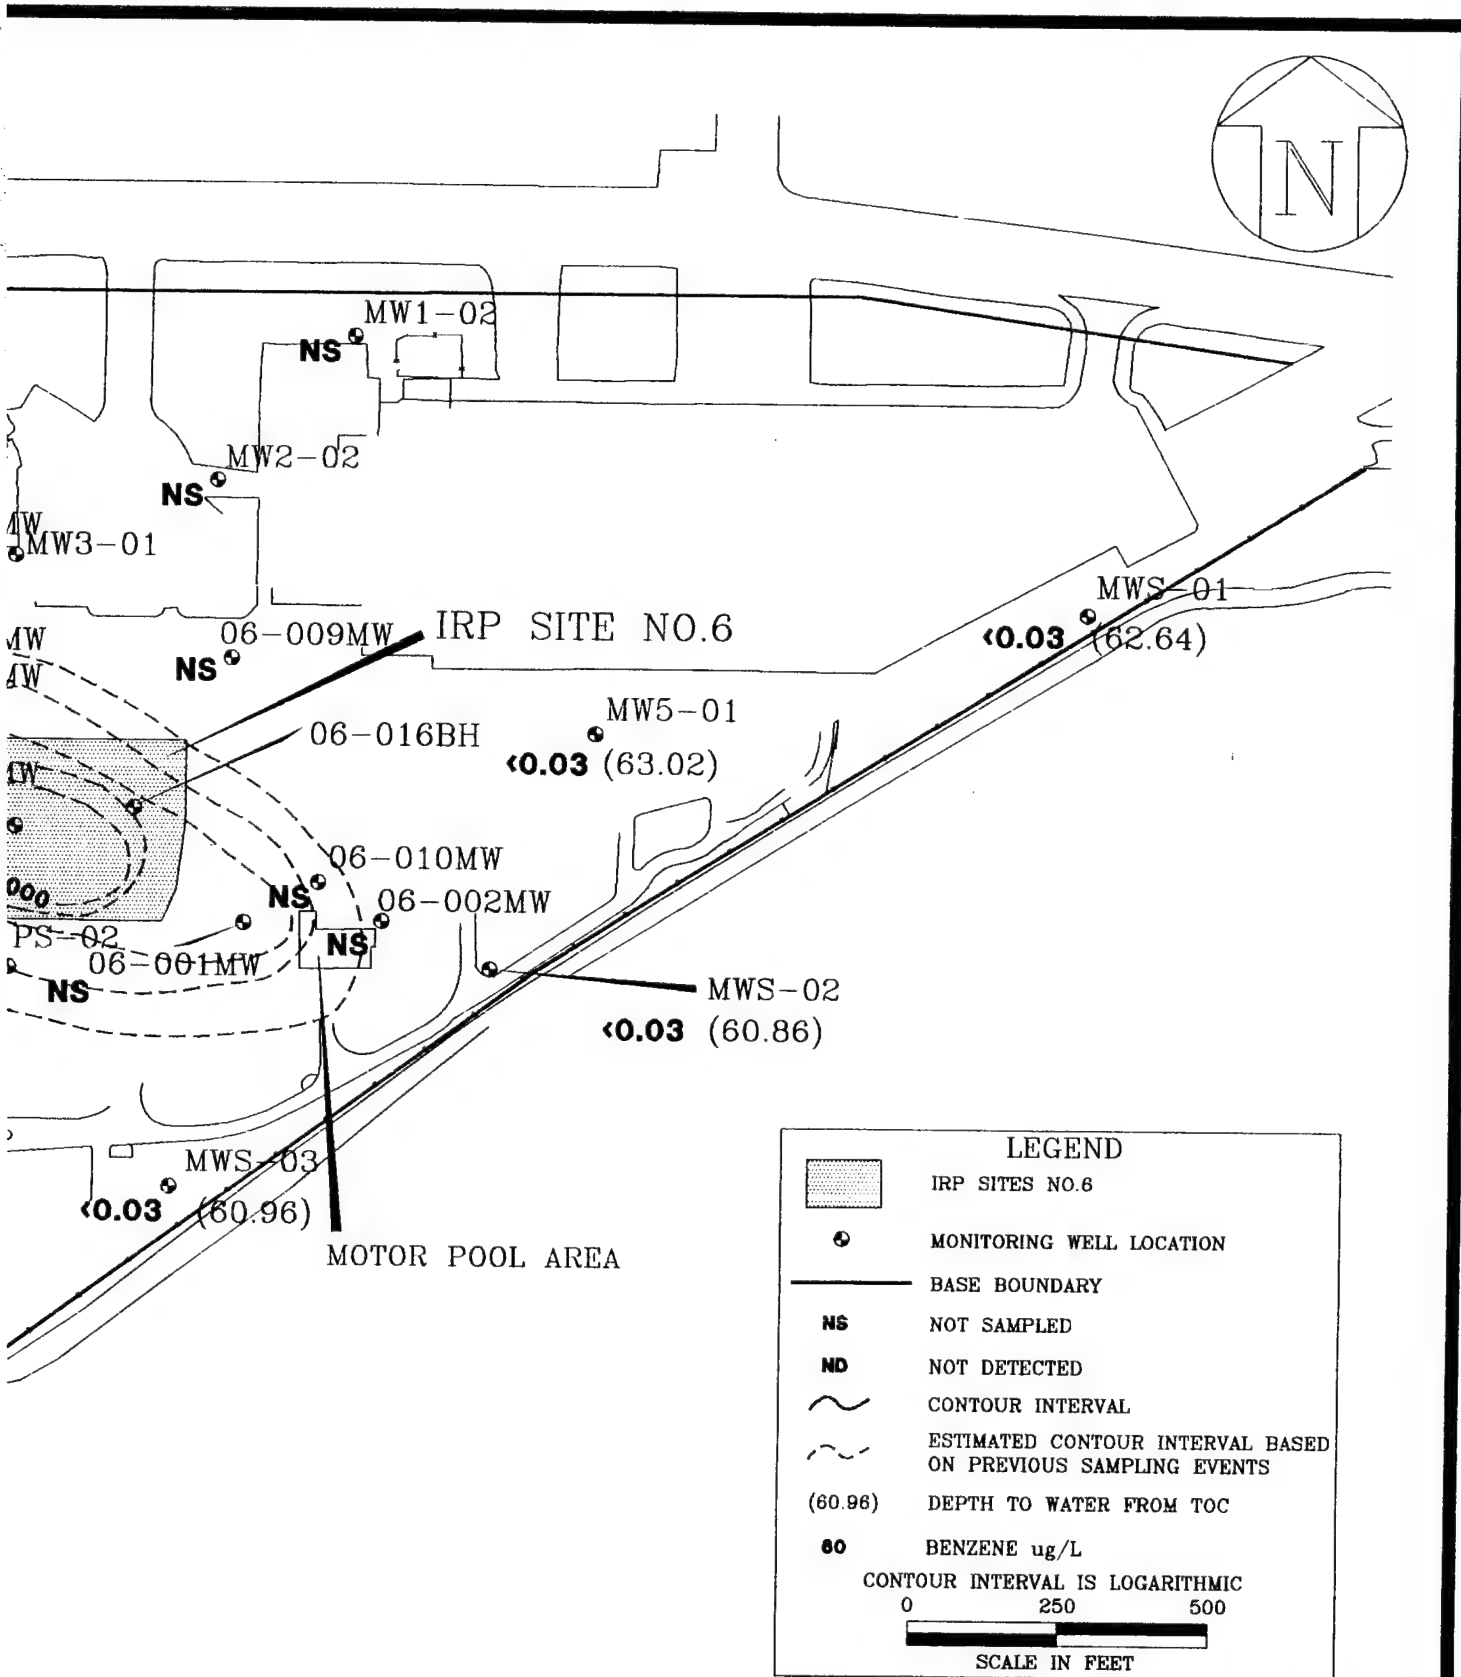 N
MW1-02
NS
MW2-02
NS
MW
MW3-01
IRP SITE NO.6
06-009MW
NS
MW
MW
MWS-01
<0.03 (62.64)
MW5-01
<0.03 (63.02)
06-016BH
MW
06-010MW
NS
06-002MW
NS
000
PS-02
06-001MW
NS
MWS-02
<0.03 (60.86)
MWS-03
<0.03 (60.96)
MOTOR POOL AREA
LEGEND
IRP SITES NO.6
MONITORING WELL LOCATION
BASE BOUNDARY
NS NOT SAMPLED
ND NOT DETECTED
CONTOUR INTERVAL
ESTIMATED CONTOUR INTERVAL BASED
ON PREVIOUS SAMPLING EVENTS
(60.96) DEPTH TO WATER FROM TOC
60 BENZENE ug/L
CONTOUR INTERVAL IS LOGARITHMIC
0 250 500
SCALE IN FEET